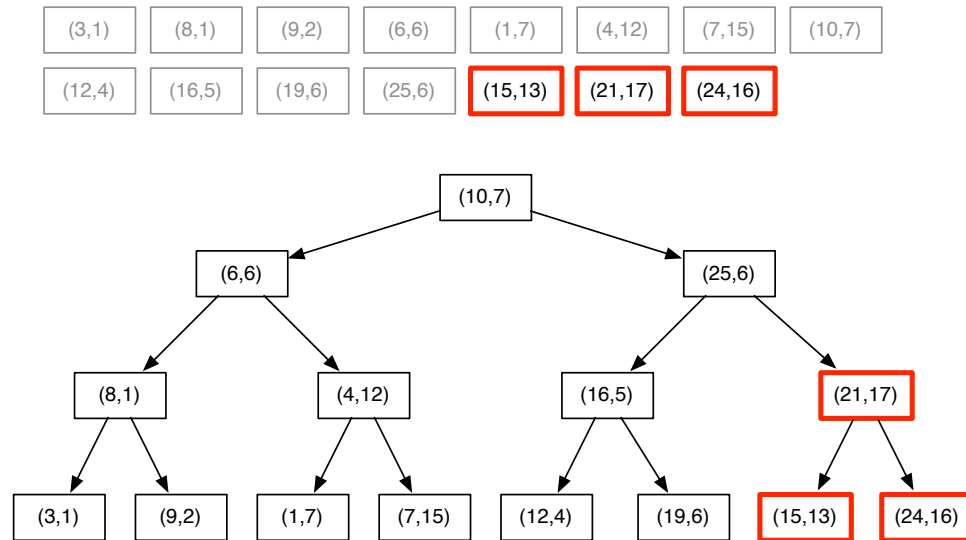 (3,1) (8,1) (9,2) (6,6) (1,7) (4,12) (7,15) (10,7)
(12,4) (16,5) (19,6) (25,6) (15,13) (21,17) (24,16)
(10,7)
(6,6) (25,6)
(8,1) (4,12) (16,5) (21,17)
(3,1) (9,2) (1,7) (7,15) (12,4) (19,6) (15,13) (24,16)